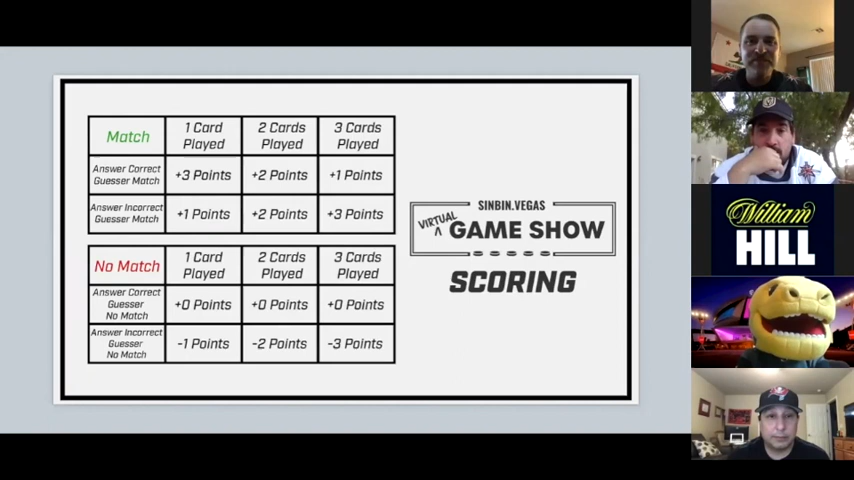 Match
1 Card
Played
2 Cards
Played
3 Cards
Played
Answer Correct
Guesser Match
+3 Points
+2 Points
+1 Points
Answer Incorrect
Guesser Match
+1 Points
+2 Points
+3 Points
No Match
1 Card
Played
2 Cards
Played
3 Cards
Played
Answer Correct
Guesser
No Match
+0 Points
+0 Points
+0 Points
Answer Incorrect
Guesser
No Match
-1 Points
-2 Points
-3 Points
SINBIN.VEGAS
VIRTUAL
^ GAME SHOW
SCORING
William
HILL